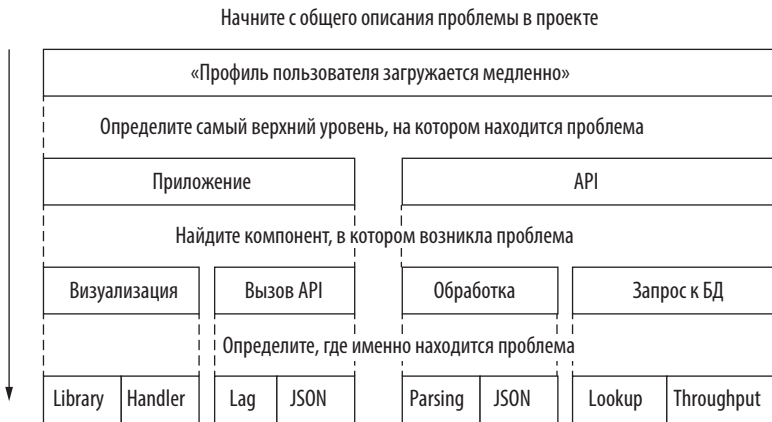 Начните с общего описания проблемы в проекте
«Профиль пользователя загружается медленно»
Определите самый верхний уровень, на котором находится проблема
Приложение API
Найдите компонент, в котором возникла проблема
Визуализация Вызов API Обработка Запрос к БД
Определите, где именно находится проблема
Library Handler Lag JSON Parsing JSON Lookup Throughput